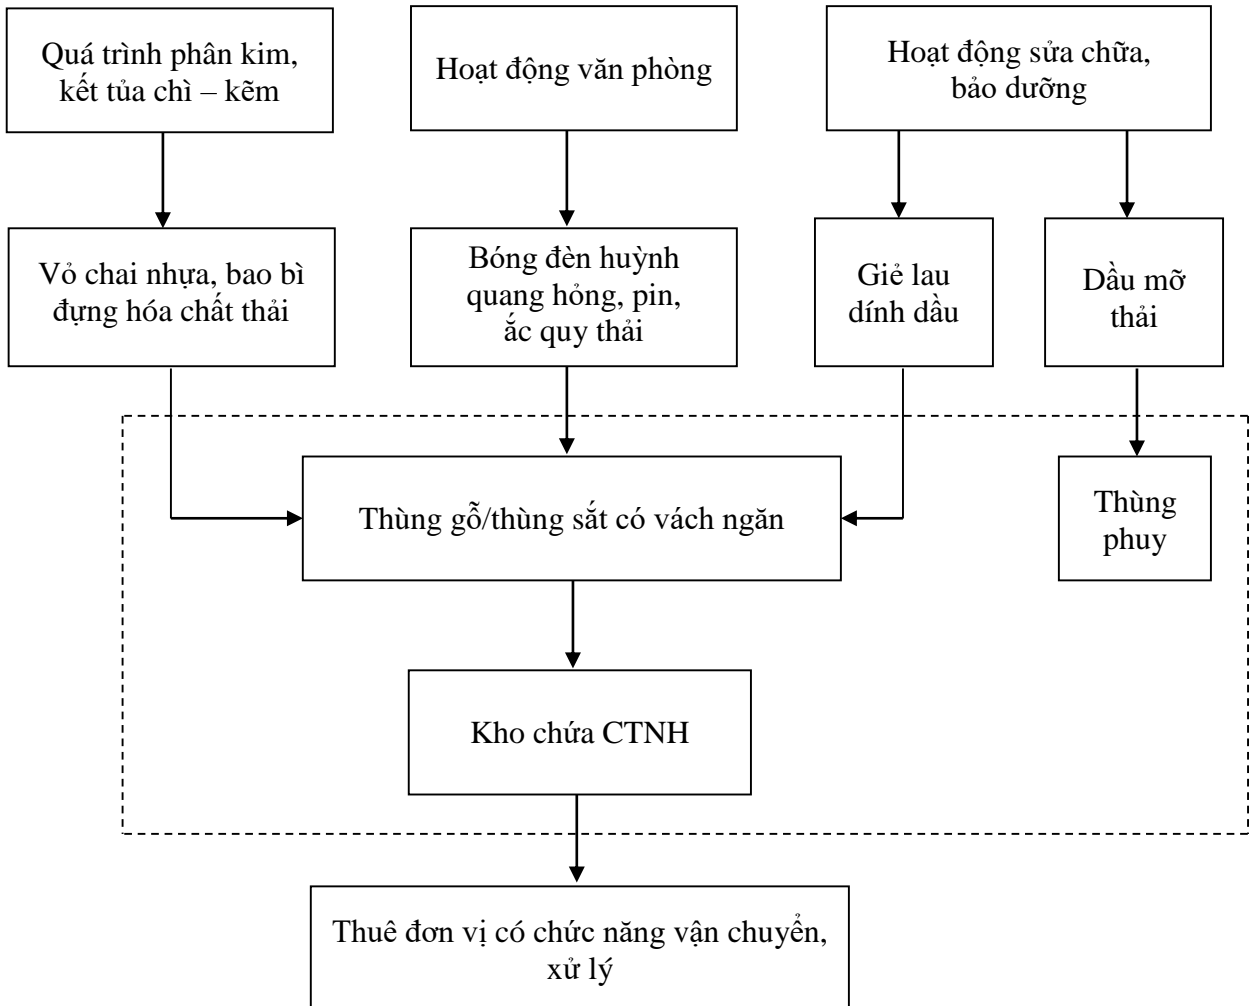 Quá trình phân kim,
kết tủa chì – kẽm
Hoạt động văn phòng
Hoạt động sửa chữa,
bảo dưỡng
Vỏ chai nhựa, bao bì
đựng hóa chất thải
Bóng đèn huỳnh
quang hỏng, pin,
ắc quy thải
Giẻ lau
dính dầu
Dầu mỡ
thải
Thùng gỗ/thùng sắt có vách ngăn
Thùng
phuy
Kho chứa CTNH
Thuê đơn vị có chức năng vận chuyển,
xử lý